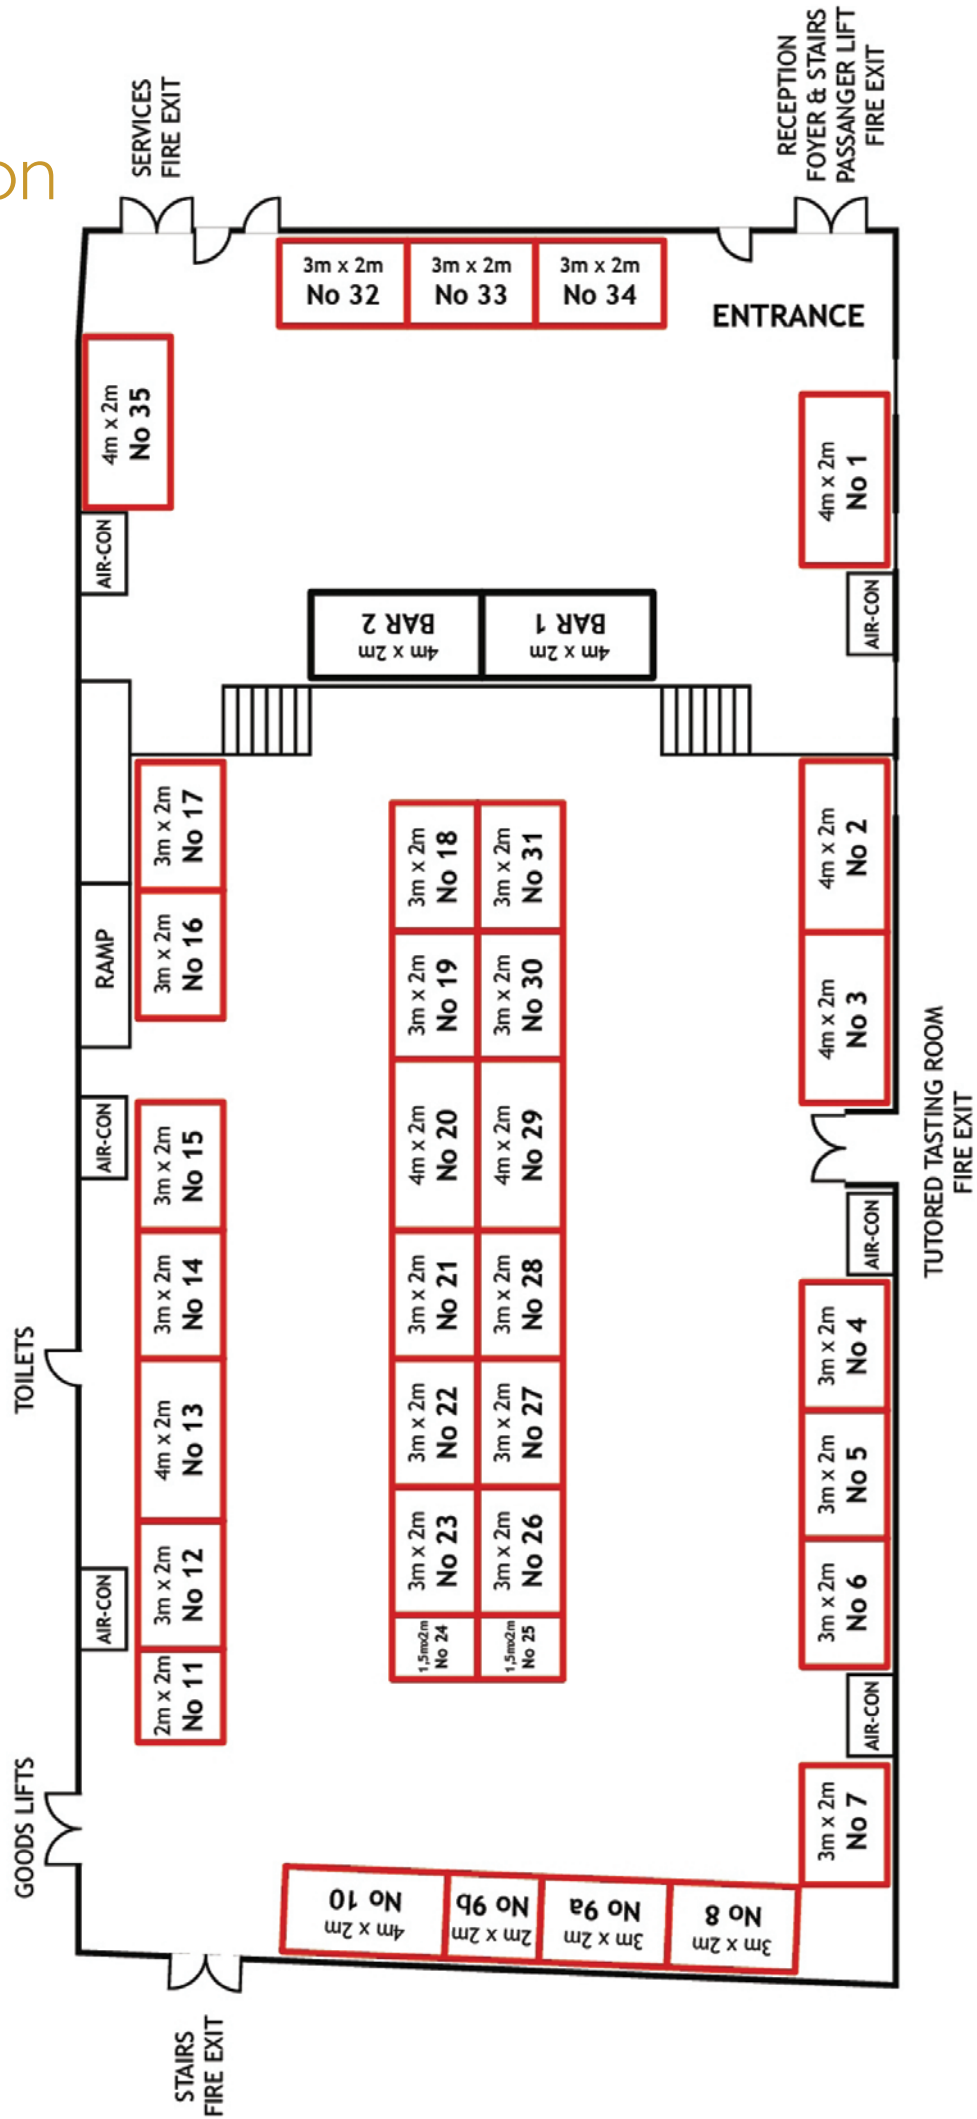 on
SERVICES
FIRE EXIT
RECEPTION
FOYER & STAIRS
PASSANGER LIFT
FIRE EXIT
3m x 2m
No 32
3m x 2m
No 33
3m x 2m
No 34
ENTRANCE
4m x 2m
No 35
4m x 2m
No 1
AIR-CON
AIR-CON
BAR 2
4m x 2m
BAR 1
4m x 2m
3m x 2m
No 17
3m x 2m
No 18
3m x 2m
No 31
4m x 2m
No 2
RAMP
3m x 2m
No 16
3m x 2m
No 19
3m x 2m
No 30
4m x 2m
No 3
AIR-CON
3m x 2m
No 15
4m x 2m
No 20
4m x 2m
No 29
TUTORED TASTING ROOM
FIRE EXIT
AIR-CON
3m x 2m
No 14
3m x 2m
No 21
3m x 2m
No 28
3m x 2m
No 4
TOILETS
4m x 2m
No 13
3m x 2m
No 22
3m x 2m
No 27
3m x 2m
No 5
AIR-CON
3m x 2m
No 12
3m x 2m
No 23
3m x 2m
No 26
3m x 2m
No 6
2m x 2m
No 11
1,5mx2m
No 24
1,5mx2m
No 25
AIR-CON
GOODS LIFTS
3m x 2m
No 7
No 10
4m x 2m
No 9b
2m x 2m
No 9a
3m x 2m
No 8
3m x 2m
STAIRS
FIRE EXIT